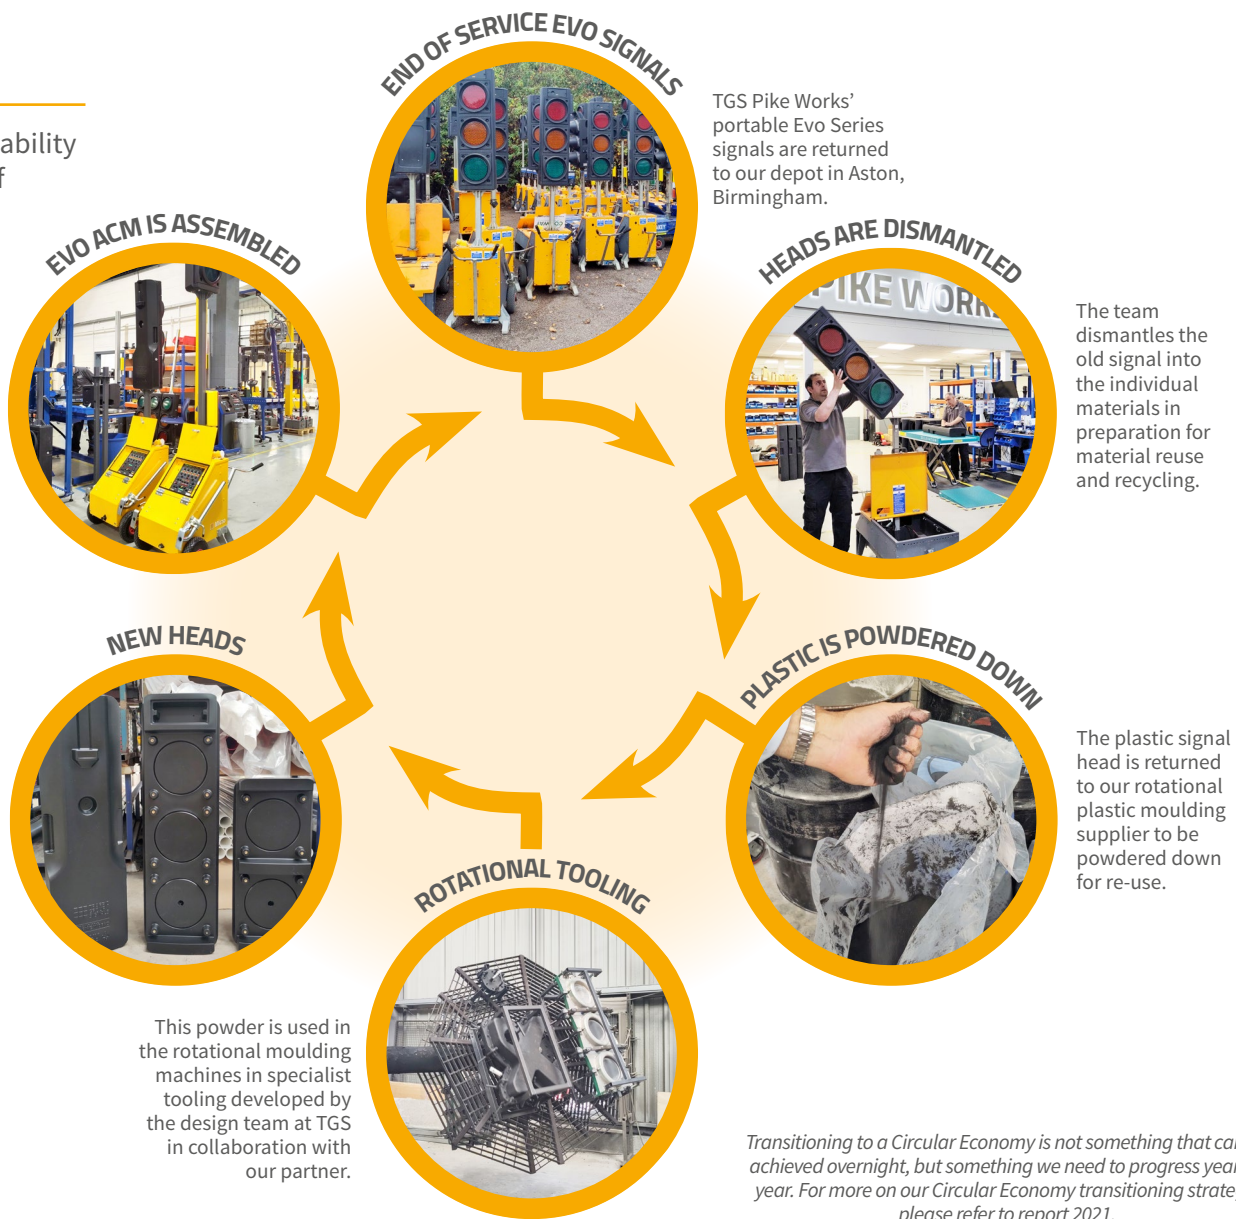 ability
END OF SERVICE EVO SIGNALS
TGS Pike Works’
portable Evo Series
signals are returned
to our depot in Aston,
Birmingham.
HEADS ARE DISMANTLED
PIKE WORK
The team
dismantles the
old signal into
the individual
materials in
preparation for
material reuse
and recycling.
PLASTIC IS POWDERED DOWN
The plastic signal
head is returned
to our rotational
plastic moulding
supplier to be
powdered down
for re-use.
ROTATIONAL TOOLING
This powder is used in
the rotational moulding
machines in specialist
tooling developed by
the design team at TGS
in collaboration with
our partner.
NEW HEADS
EVO ACM IS ASSEMBLED
Transitioning to a Circular Economy is not something that ca
achieved overnight, but something we need to progress year
year. For more on our Circular Economy transitioning strate
please refer to report 2021.